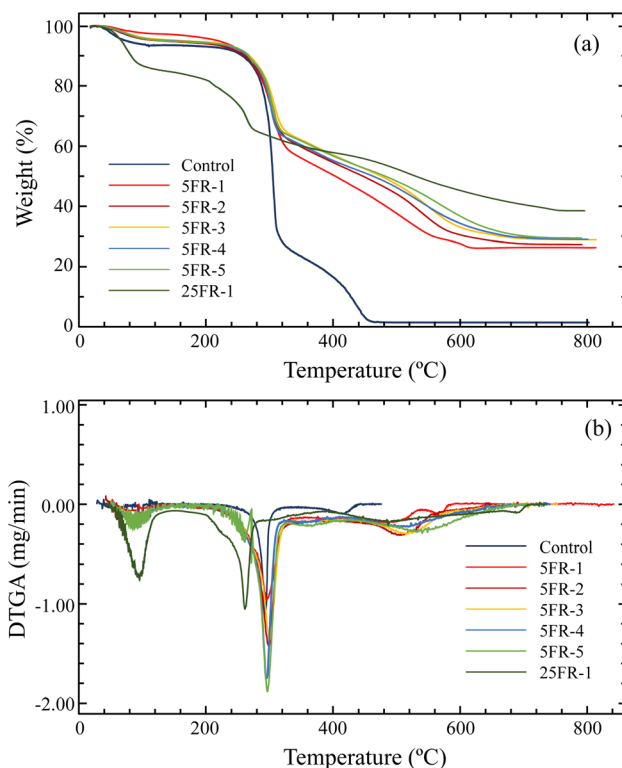 100
(a)
80
60
Weight (%)
Control
5FR-1
5FR-2
5FR-3
5FR-4
5FR-5
25FR-1
40
20
0
0 200 400 600 800
Temperature (ºC)
1.00
(b)
0.00
DTGA (mg/min)
Control
5FR-1
5FR-2
5FR-3
5FR-4
5FR-5
25FR-1
-1.00
-2.00
0 200 400 600 800
Temperature (ºC)